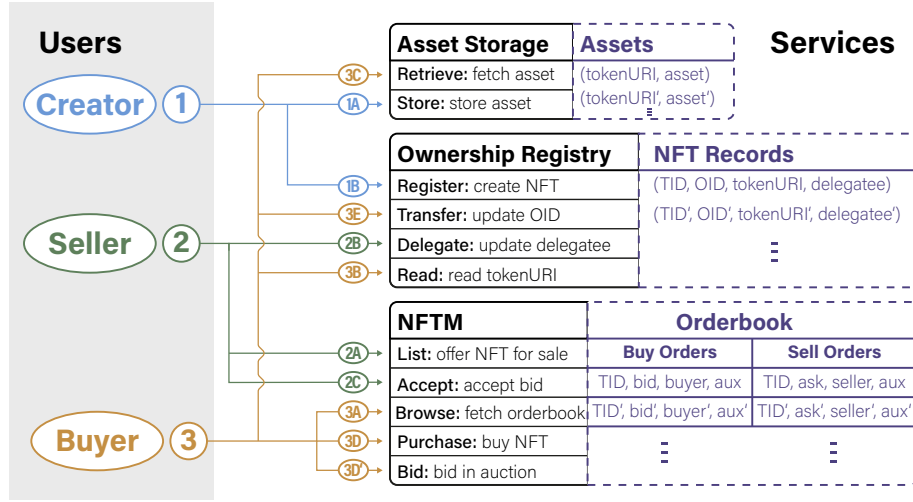 Users
Services
Creator 1
Seller 2
Buyer 3
Asset Storage
Assets
3C
Retrieve: fetch asset
(tokenURI, asset)
1A
Store: store asset
(tokenURI', asset')
Ownership Registry
NFT Records
1B
Register: create NFT
(TID, OID, tokenURI, delegatee)
3E
Transfer: update OID
(TID', OID', tokenURI', delegatee')
2B
Delegate: update delegatee
3B
Read: read tokenURI
NFTM
Orderbook
Buy Orders
Sell Orders
2A
List: offer NFT for sale
2C
Accept: accept bid
TID, bid, buyer, aux
TID, ask, seller, aux
3A
Browse: fetch orderbook
TID', bid', buyer', aux'
TID', ask', seller', aux'
3D
Purchase: buy NFT
3D'
Bid: bid in auction